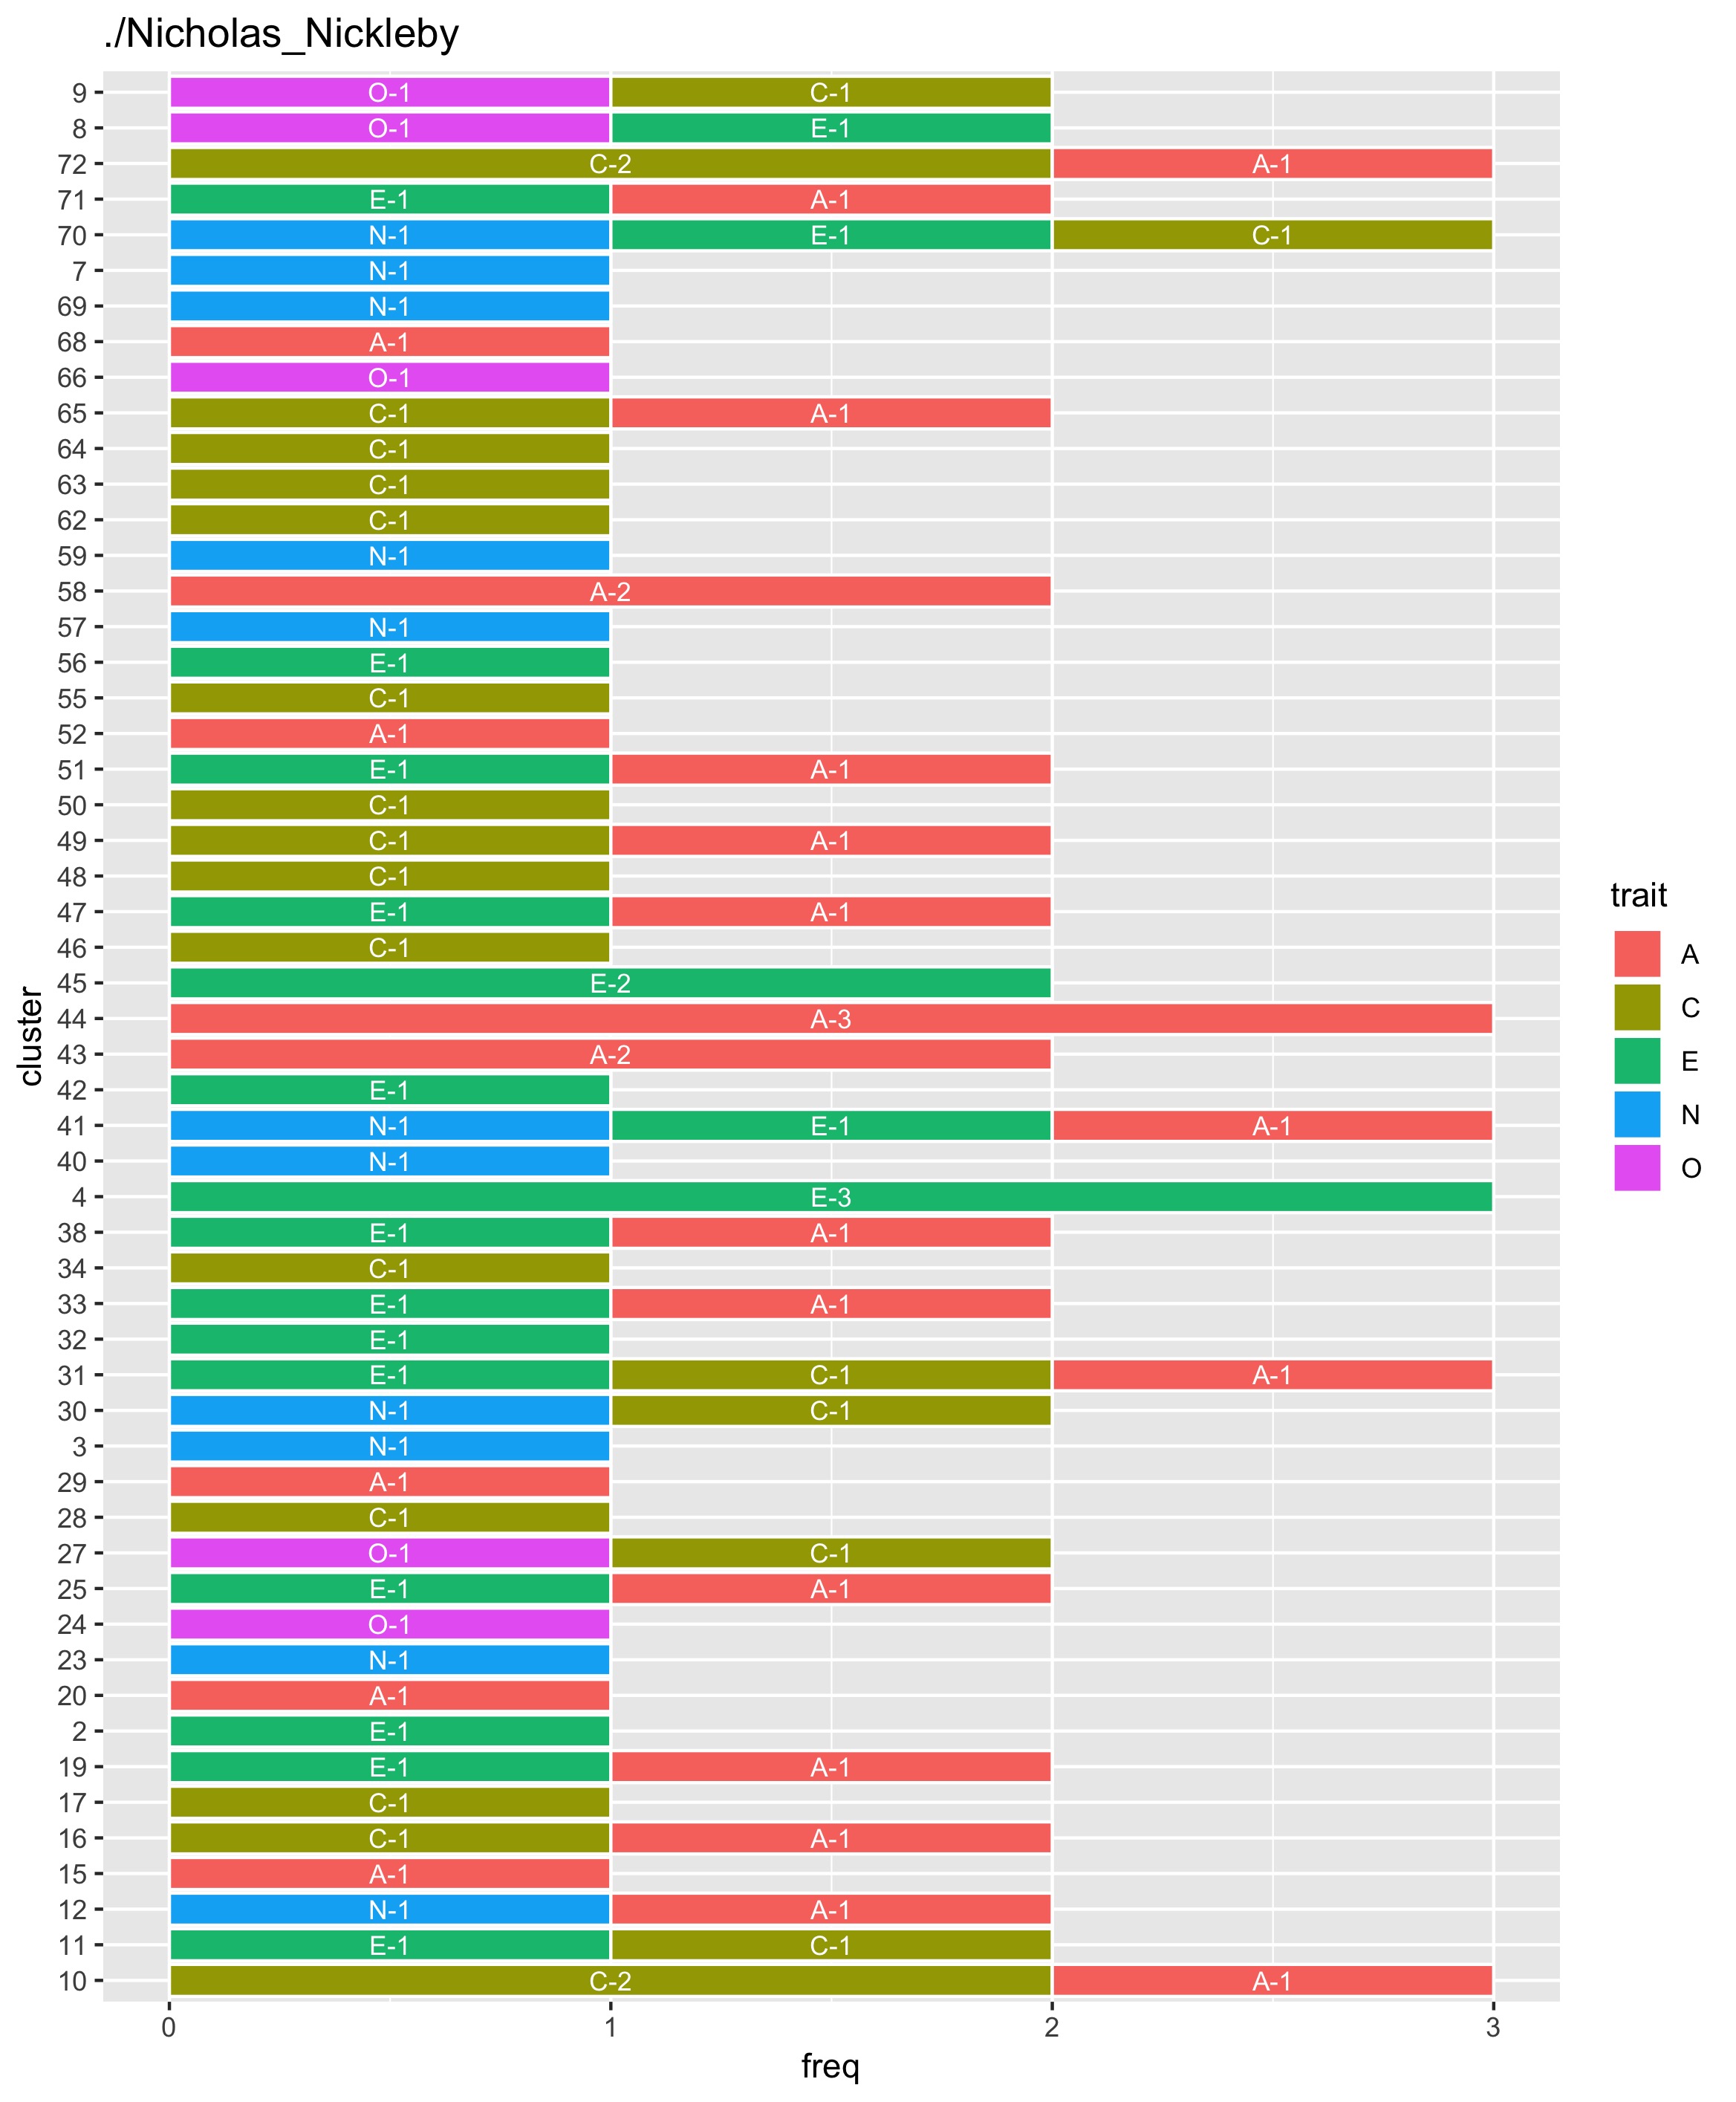 ./Nicholas_Nickleby
9 O-1 C-1
8 O-1 E-1
72 C-2 A-1
71 E-1 A-1
70 N-1 E-1 C-1
7 N-1
69 N-1
68 A-1
66 O-1
65 C-1 A-1
64 C-1
63 C-1
62 C-1
59 N-1
58 A-2
57 N-1
56 E-1
55 C-1
52 A-1
51 E-1 A-1
50 C-1
49 C-1 A-1
48 C-1
47 E-1 A-1
46 C-1
45 E-2
44 A-3
43 A-2
42 E-1
41 N-1 E-1 A-1
40 N-1
4 E-3
38 E-1 A-1
34 C-1
33 E-1 A-1
32 E-1
31 E-1 C-1 A-1
30 N-1 C-1
3 N-1
29 A-1
28 C-1
27 O-1 C-1
25 E-1 A-1
24 O-1
23 N-1
20 A-1
2 E-1
19 E-1 A-1
17 C-1
16 C-1 A-1
15 A-1
12 N-1 A-1
11 E-1 C-1
10 C-2 A-1
0 1 2 3
freq
cluster
trait
A
C
E
N
O